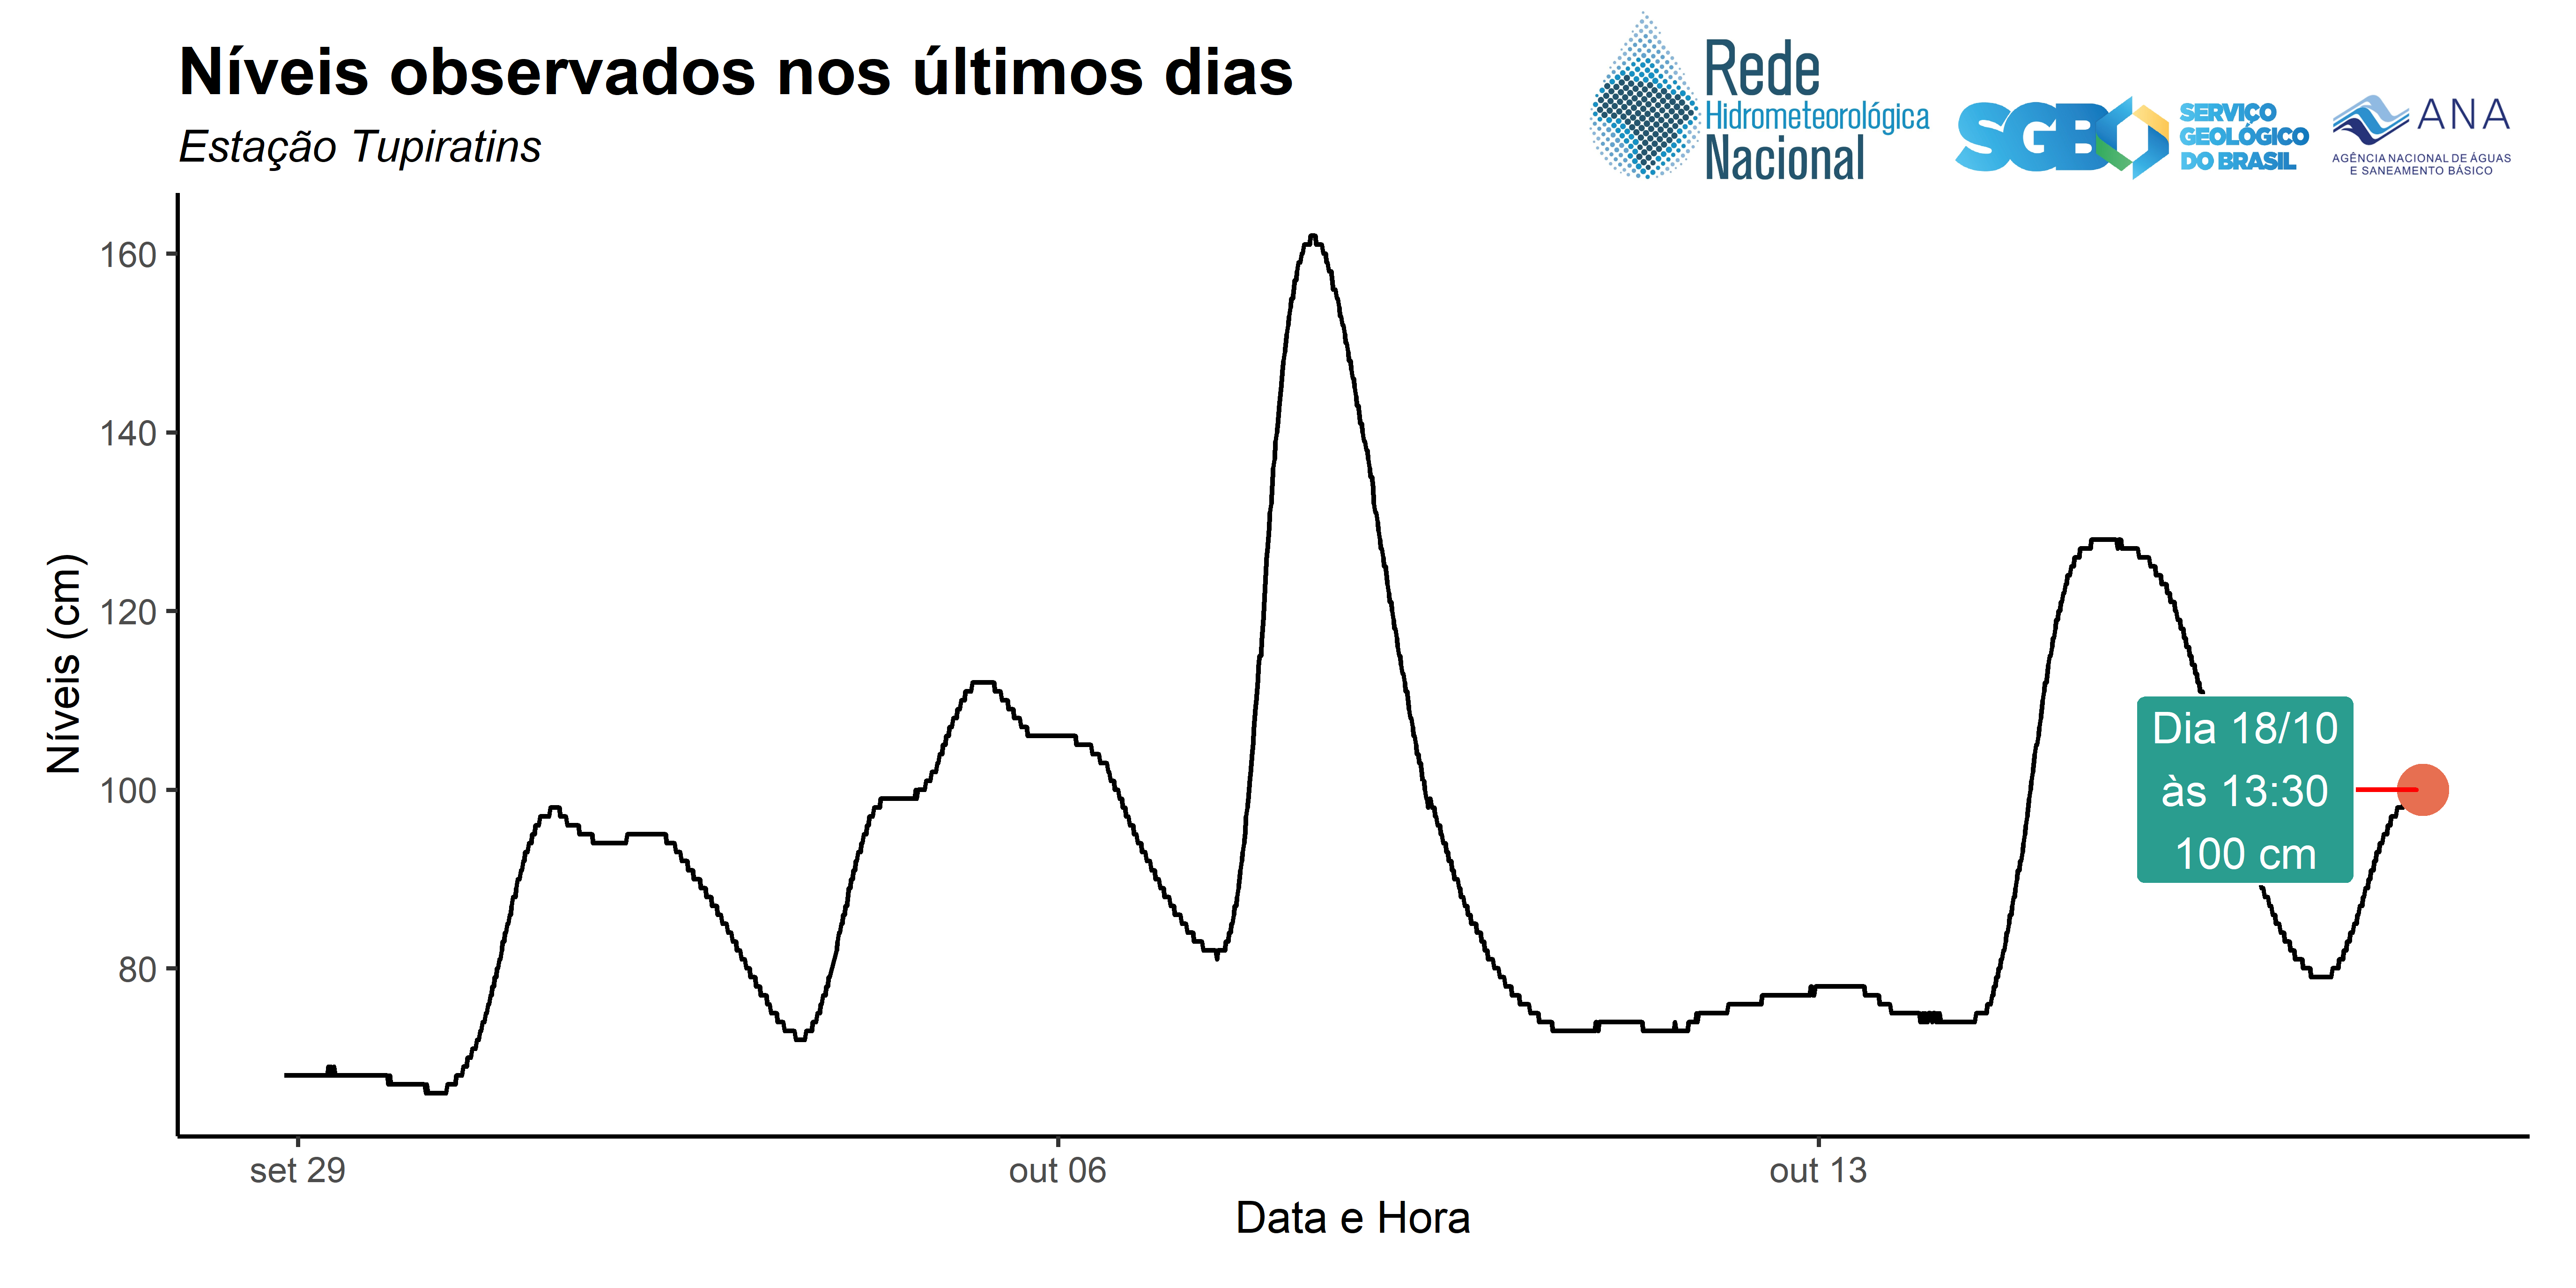 Níveis observados nos últimos dias
Estação Tupiratins
Rede
Hidrometeorológica
Nacional
SGB
SERVIÇO
GEOLÓGICO
DO BRASIL
ANA
AGÊNCIA NACIONAL DE ÁGUAS
E SANEAMENTO BÁSICO
Níveis (cm)
160
140
120
100
80
Dia 18/10
às 13:30
100 cm
set 29
out 06
out 13
Data e Hora